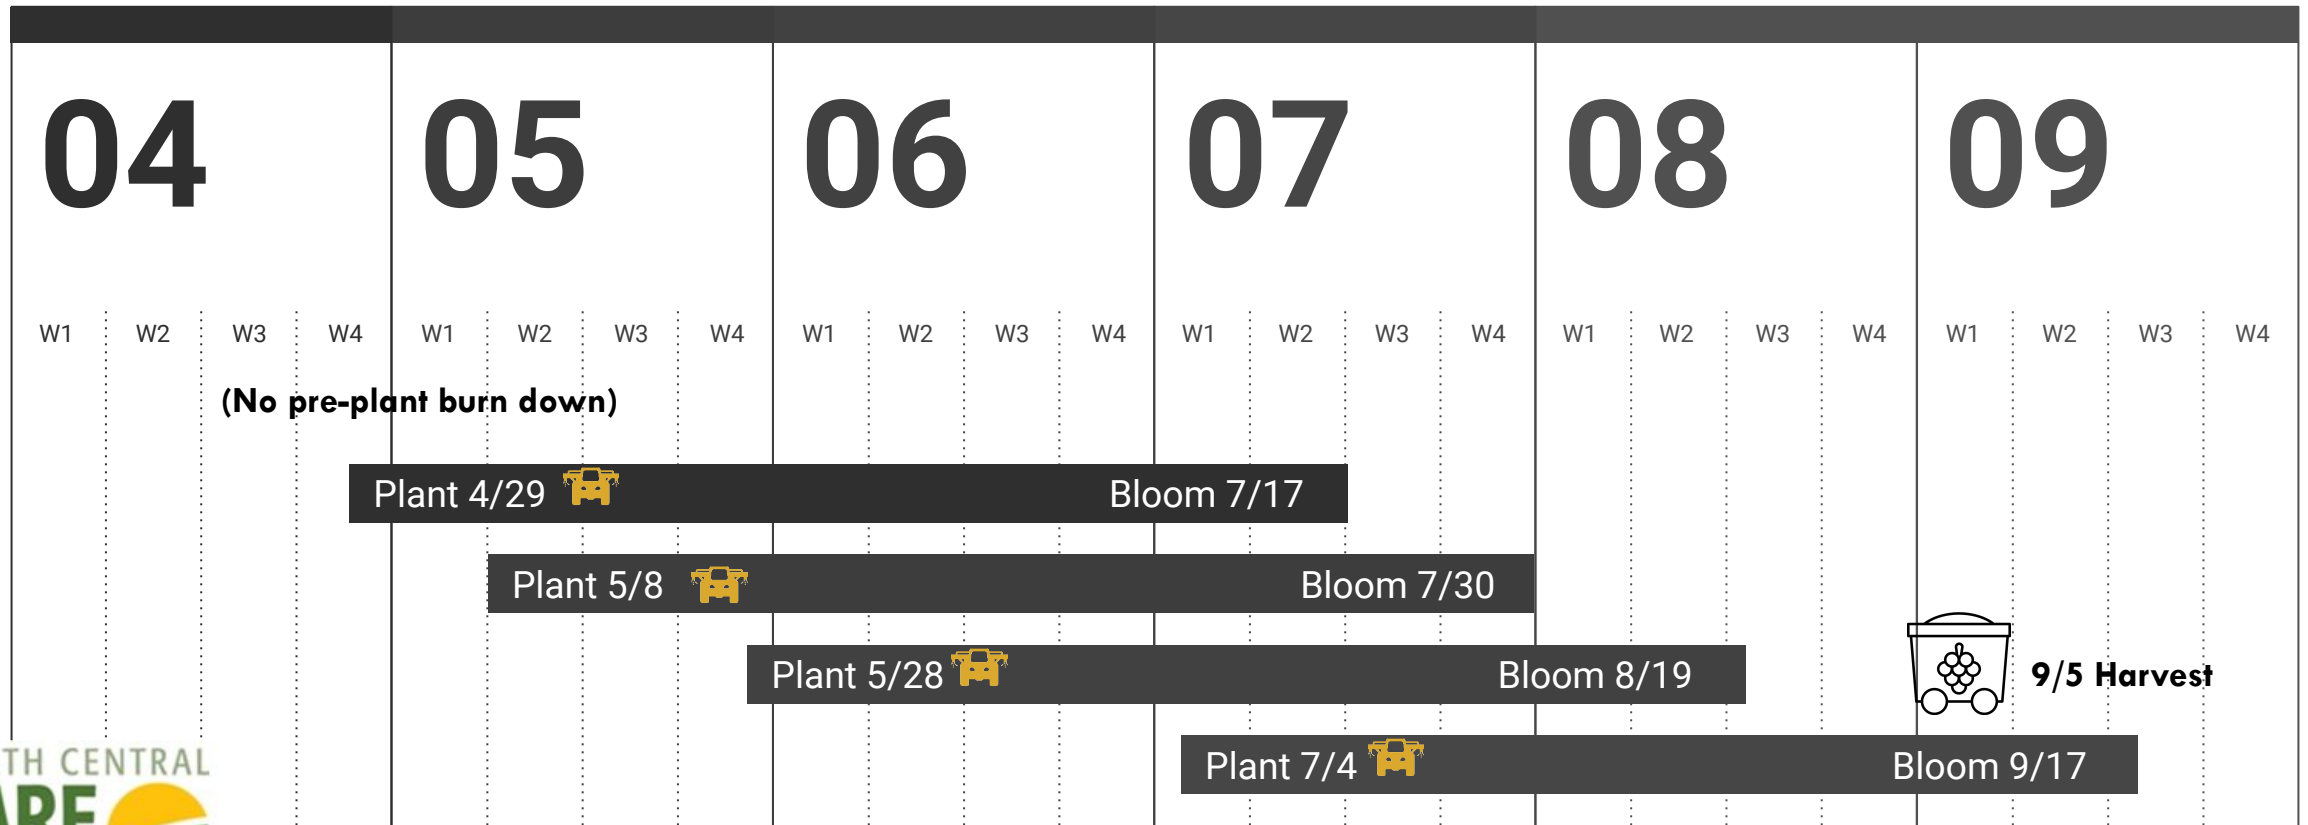 04 05 06 07 08 09
W1 W2 W3 W4 W1 W2 W3 W4 W1 W2 W3 W4 W1 W2 W3 W4 W1 W2 W3 W4 W1 W2 W3 W4
(No pre-plant burn down)
Plant 4/29 Bloom 7/17
Plant 5/8 Bloom 7/30
Plant 5/28 Bloom 8/19
9/5 Harvest
Plant 7/4 Bloom 9/17
TH CENTRAL
ARE